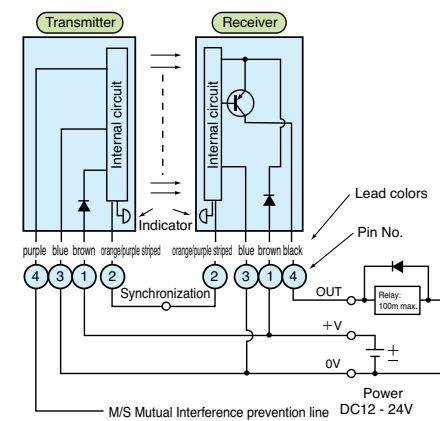 Transmitter
Receiver
Internal circuit
Internal circuit
Indicator
Lead colors
Pin No.
purple blue brown orange/purple striped
orange/purple striped blue brown black
4 3 1 2
2 3 1 4
Synchronization
OUT
Relay:
100m max.
+V
+
−
0V
Power
DC12 - 24V
M/S Mutual Interference prevention line